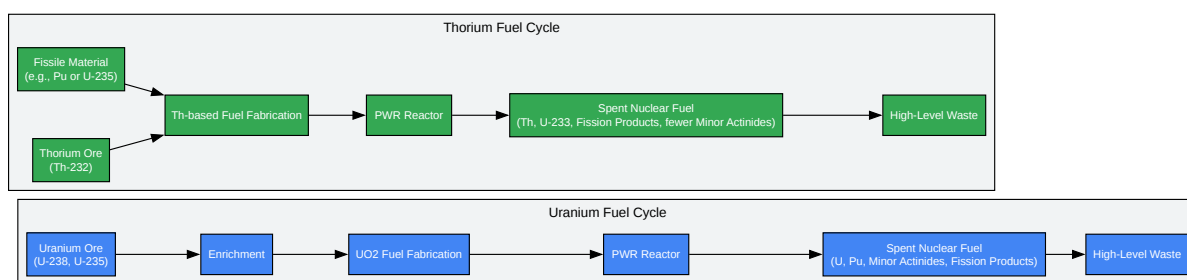 Thorium Fuel Cycle
Fissile Material
(e.g., Pu or U-235)
Thorium Ore
(Th-232)
Th-based Fuel Fabrication
PWR Reactor
Spent Nuclear Fuel
(Th, U-233, Fission Products, fewer Minor Actinides)
High-Level Waste
Uranium Fuel Cycle
Uranium Ore
(U-238, U-235)
Enrichment
UO2 Fuel Fabrication
PWR Reactor
Spent Nuclear Fuel
(U, Pu, Minor Actinides, Fission Products)
High-Level Waste